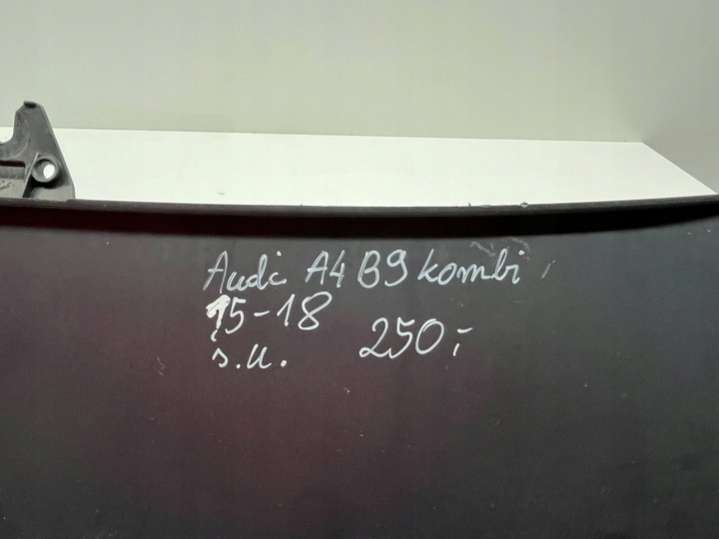 Audi A4 B9 kombi
15-18
ś.u. 250,-